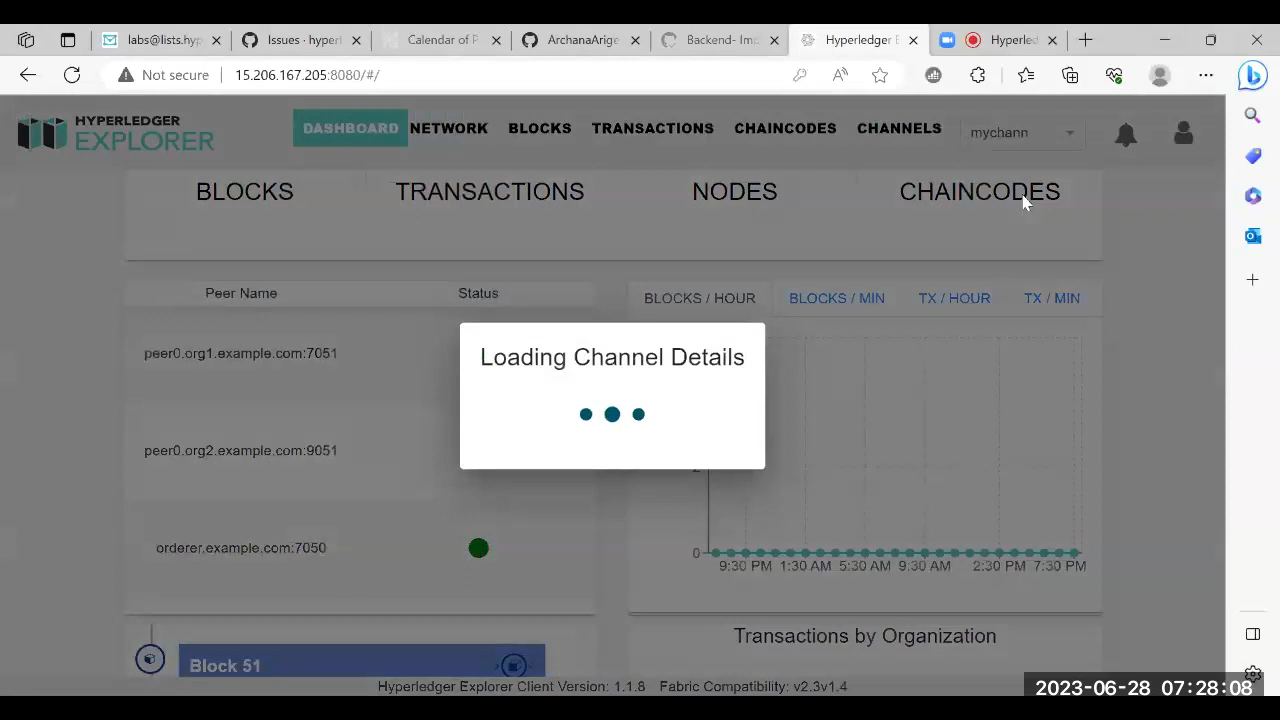 labs@lists.hyp
Issues · hyperl
Calendar of P
ArchanaArige
Backend- Im
Hyperledger E
Hyperled
Not secure
15.206.167.205:8080/#/
HYPERLEDGER
EXPLORER
DASHBOARD
NETWORK
BLOCKS
TRANSACTIONS
CHAINCODES
CHANNELS
mychann
BLOCKS
TRANSACTIONS
NODES
CHAINCODES
Peer Name
Status
BLOCKS / HOUR
BLOCKS / MIN
TX / HOUR
TX / MIN
peer0.org1.example.com:7051
Loading Channel Details
peer0.org2.example.com:9051
orderer.example.com:7050
0
9:30 PM
1:30 AM
5:30 AM
9:30 AM
2:30 PM
7:30 PM
Transactions by Organization
Block 51
Hyperledger Explorer Client Version: 1.1.8
Fabric Compatibility: v2.3v1.4
2023-06-28 07:28:08